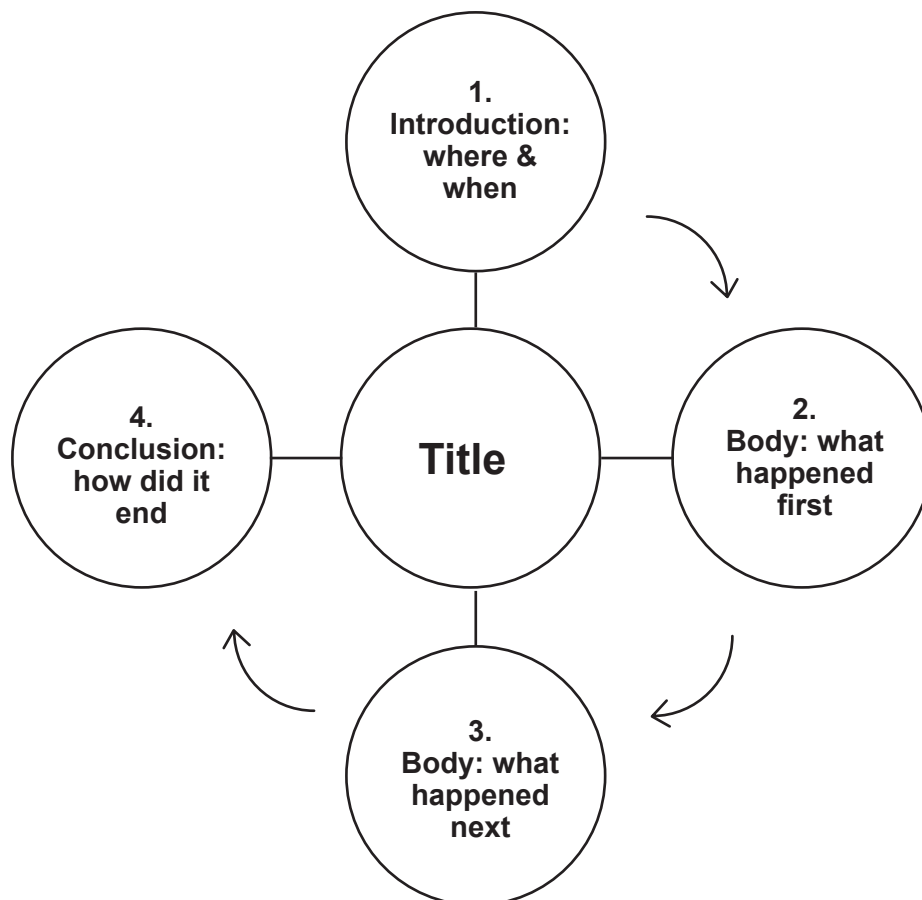 1.
Introduction:
where &
when
2.
Body: what
happened
first
3.
Body: what
happened
next
4.
Conclusion:
how did it
end
Title